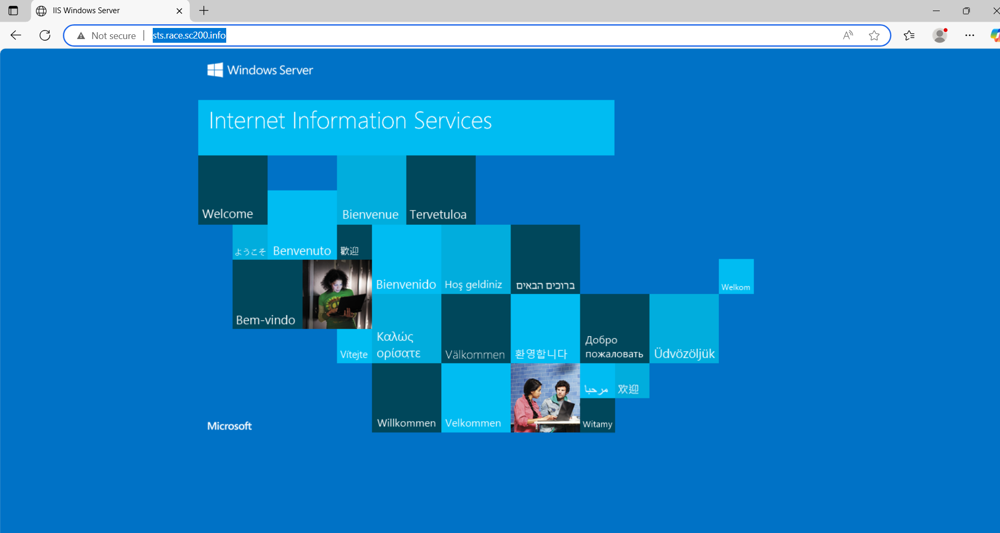 IIS Windows Server
Not secure
sts.race.sc200.info
Windows Server
Internet Information Services
Welcome
Bienvenue
Tervetuloa
ようこそ
Benvenuto
歡迎
Bienvenido
Hoş geldiniz
ברוכים הבאים
Welkom
Bem-vindo
Vítejte
Καλώς
ορίσατε
Välkommen
환영합니다
Добро
пожаловать
Üdvözöljük
مرحبا
欢迎
Microsoft
Willkommen
Velkommen
Witamy